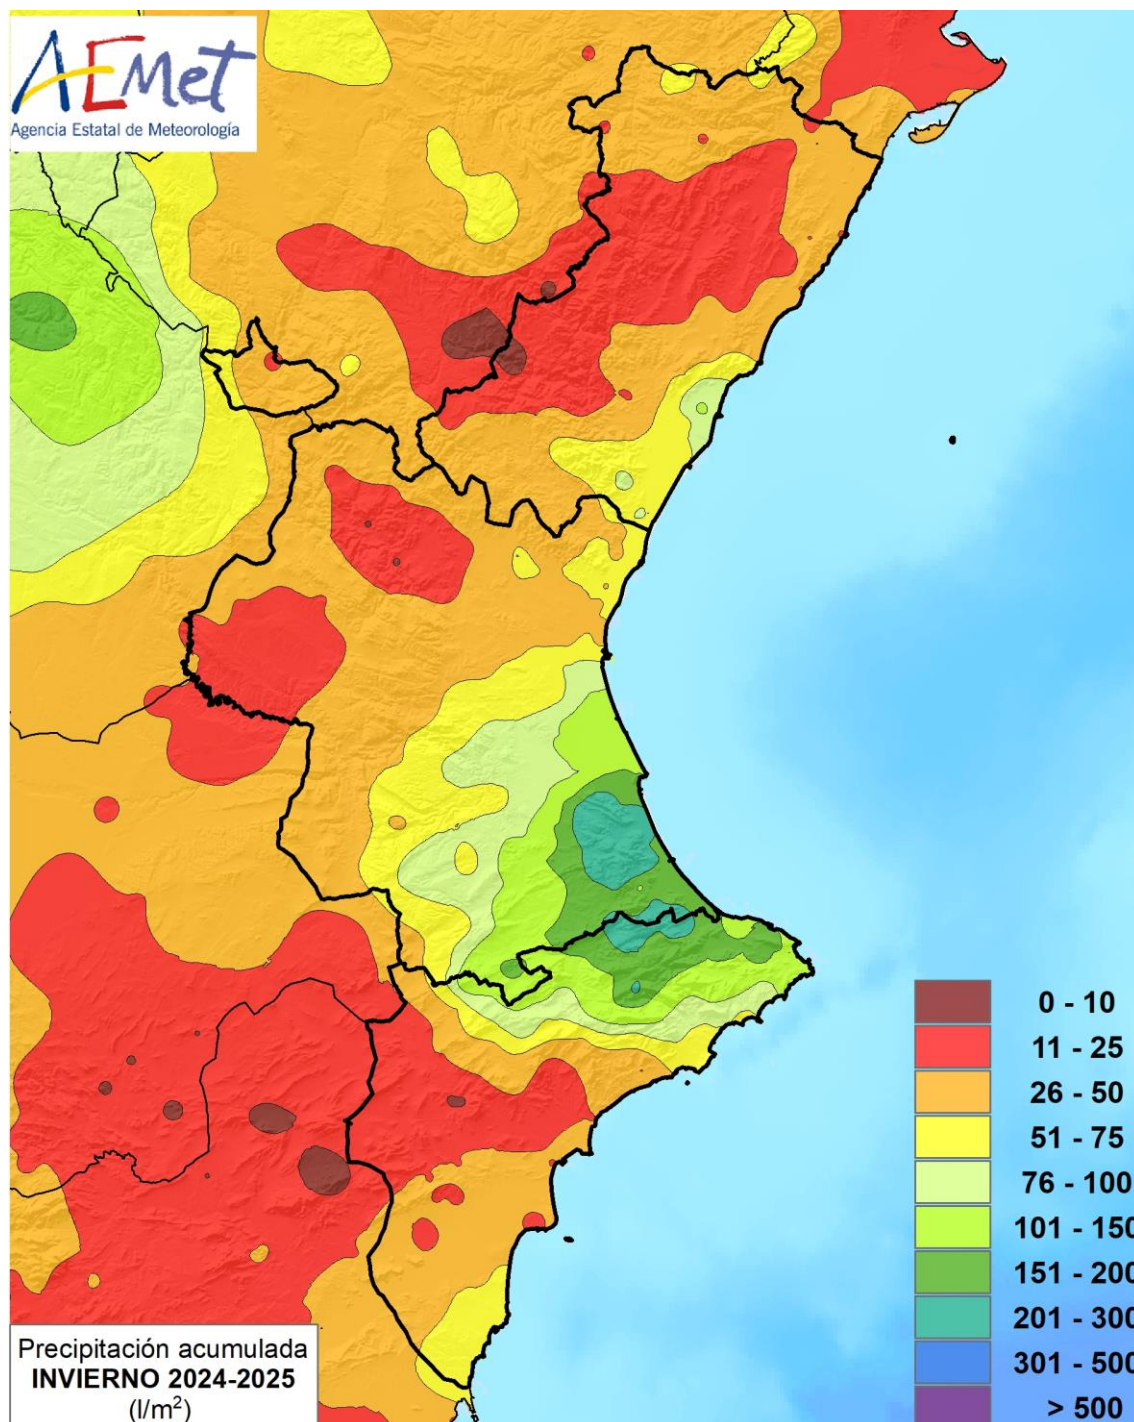 AEMet
Agencia Estatal de Meteorología
0 - 10
11 - 25
26 - 50
51 - 75
76 - 100
101 - 150
151 - 200
201 - 300
301 - 500
> 500
Precipitación acumulada
INVIERNO 2024-2025
(l/m²)